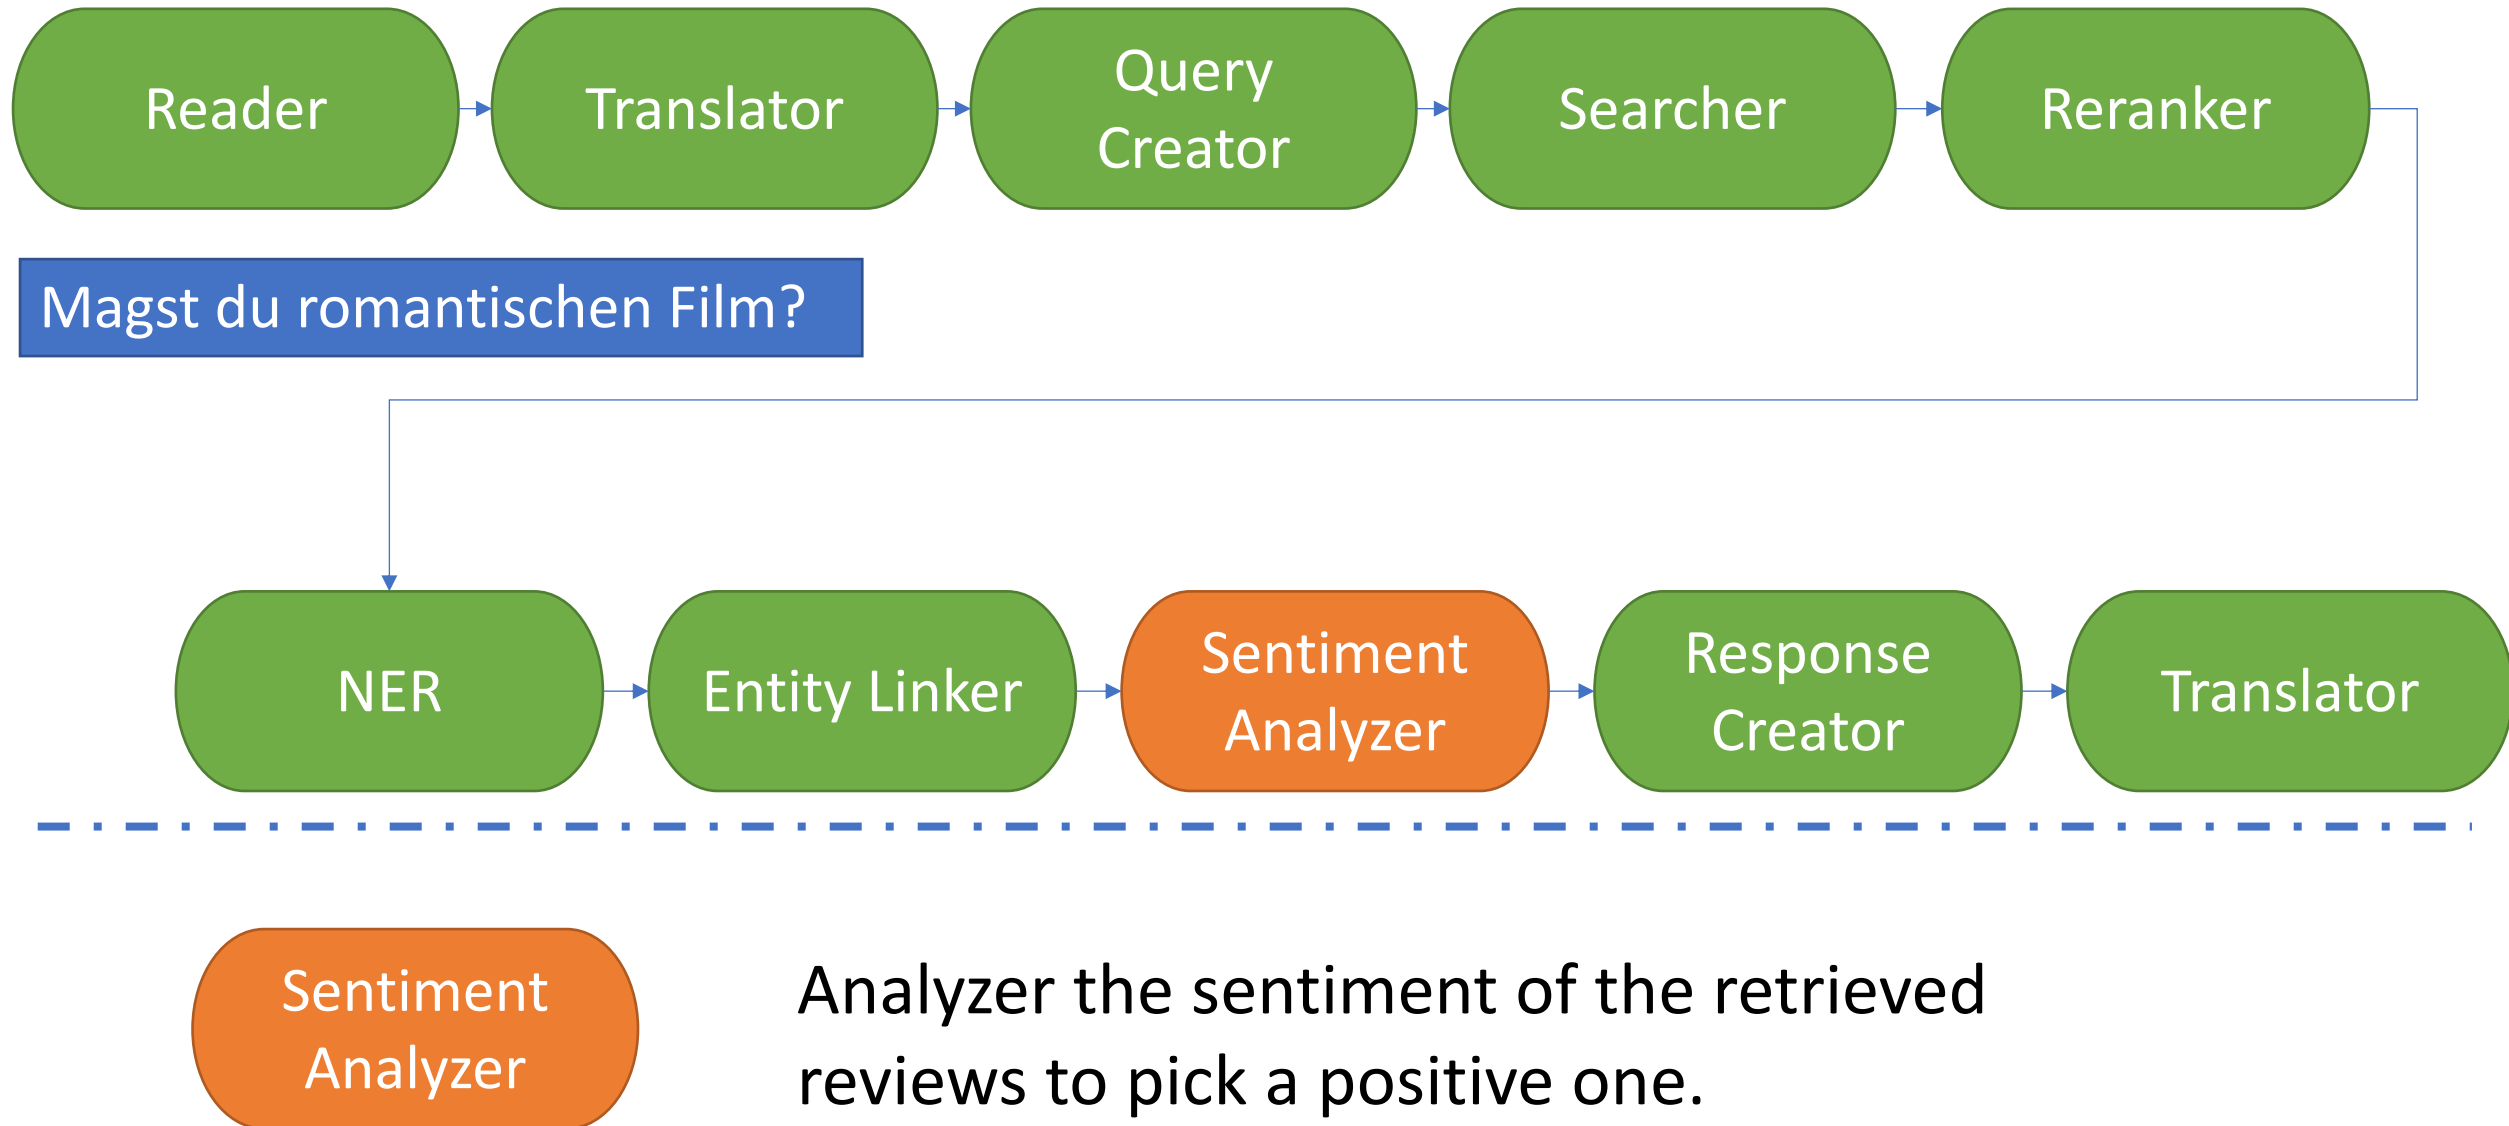 Reader
Translator
Query
Creator
Searcher
Reranker
Magst du romantischen Film?
NER
Entity Linker
Sentiment
Analyzer
Response
Creator
Translator
Sentiment
Analyzer
Analyzer the sentiment of the retrieved
reviews to pick a positive one.